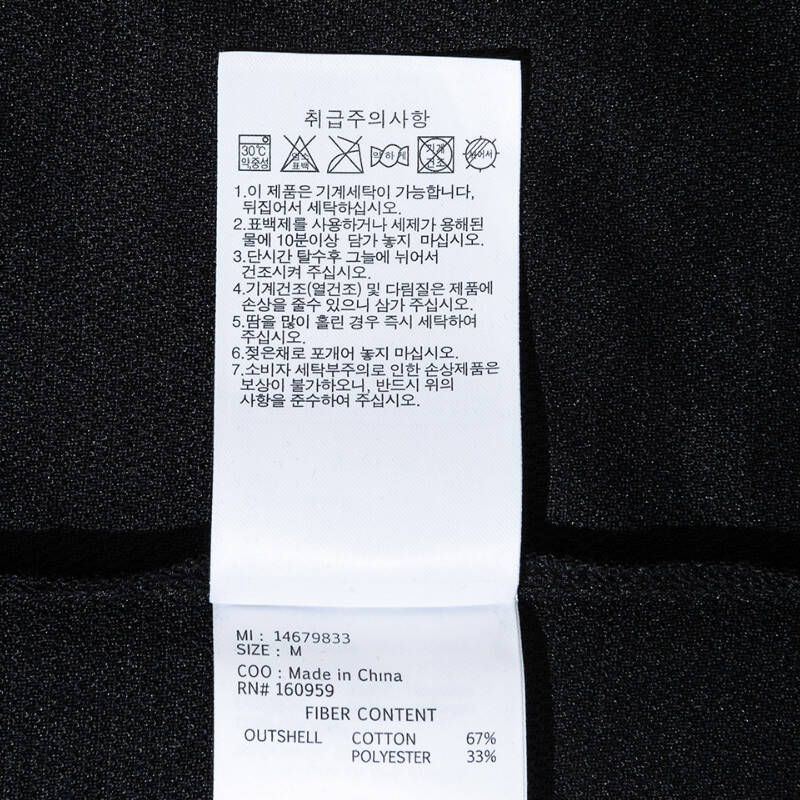 취급주의사항
30℃ 약,중성 염소표백 약하게 기계건조 뉘어서
1.이 제품은 기계세탁이 가능합니다,
뒤집어서 세탁하십시오.
2.표백제를 사용하거나 세제가 용해된
물에 10분이상 담가 놓지 마십시오.
3.단시간 탈수후 그늘에 뉘어서
건조시켜 주십시오.
4.기계건조(열건조) 및 다림질은 제품에
손상을 줄수 있으니 삼가 주십시오.
5.땀을 많이 흘린 경우 즉시 세탁하여
주십시오.
6.젖은채로 포개어 놓지 마십시오.
7.소비자 세탁부주의로 인한 손상제품은
보상이 불가하오니, 반드시 위의
사항을 준수하여 주십시오.
MI : 14679833
SIZE : M
COO : Made in China
RN# 160959
FIBER CONTENT
OUTSHELL COTTON 67%
POLYESTER 33%